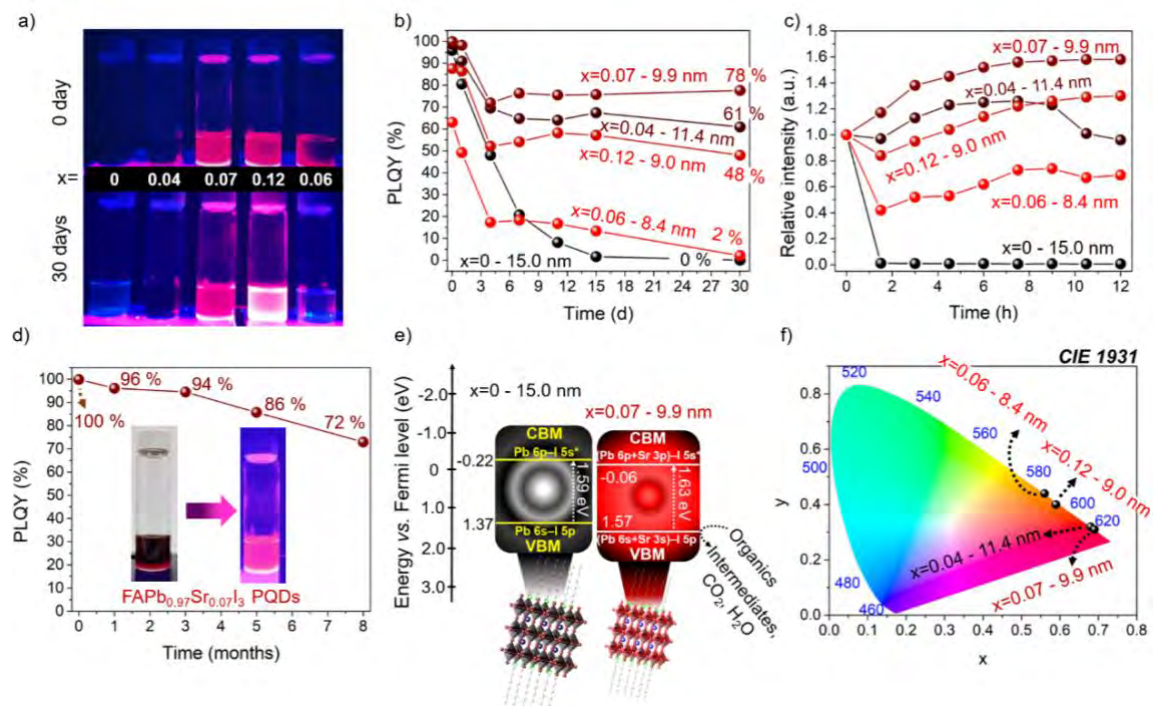 a)
0 day
x=
0
0.04
0.07
0.12
0.06
30 days
b)
PLQY (%)
100
90
80
70
60
50
40
30
20
10
0
x=0.07 - 9.9 nm
78 %
61 %
x=0.04 - 11.4 nm
x=0.12 - 9.0 nm
48 %
x=0.06 - 8.4 nm
2 %
x=0 - 15.0 nm
0 %
0 3 6 9 12 15 18 21 24 27 30
Time (d)
c)
Relative intensity (a.u.)
1.8
1.6
1.4
1.2
1.0
0.8
0.6
0.4
0.2
0.0
x=0.07 - 9.9 nm
x=0.04 - 11.4 nm
x=0.12 - 9.0 nm
x=0.06 - 8.4 nm
x=0 - 15.0 nm
0 2 4 6 8 10 12
Time (h)
d)
PLQY (%)
100
90
80
70
60
50
40
30
20
10
0
100 %
96 %
94 %
86 %
72 %
FAPb0.97Sr0.07I3 PQDs
0 1 2 3 4 5 6 7 8
Time (months)
e)
Energy vs. Fermi level (eV)
-2.0
-1.0
0
1.0
2.0
3.0
x=0 - 15.0 nm
CBM
Pb 6p–I 5s*
-0.22
1.59 eV
1.37
Pb 6s–I 5p
VBM
x=0.07 - 9.9 nm
CBM
(Pb 6p+Sr 3p)–I 5s*
-0.06
1.63 eV
1.57
(Pb 6s+Sr 3s)–I 5p
VBM
Organics
Intermediates,
CO2, H2O
f)
CIE 1931
y
0.8
0.6
0.4
0.2
0.0
520
540
560
580
600
620
500
480
460
x=0.06 - 8.4 nm
x=0.12 - 9.0 nm
x=0.04 - 11.4 nm
x=0.07 - 9.9 nm
0.0 0.1 0.2 0.3 0.4 0.5 0.6 0.7 0.8
x